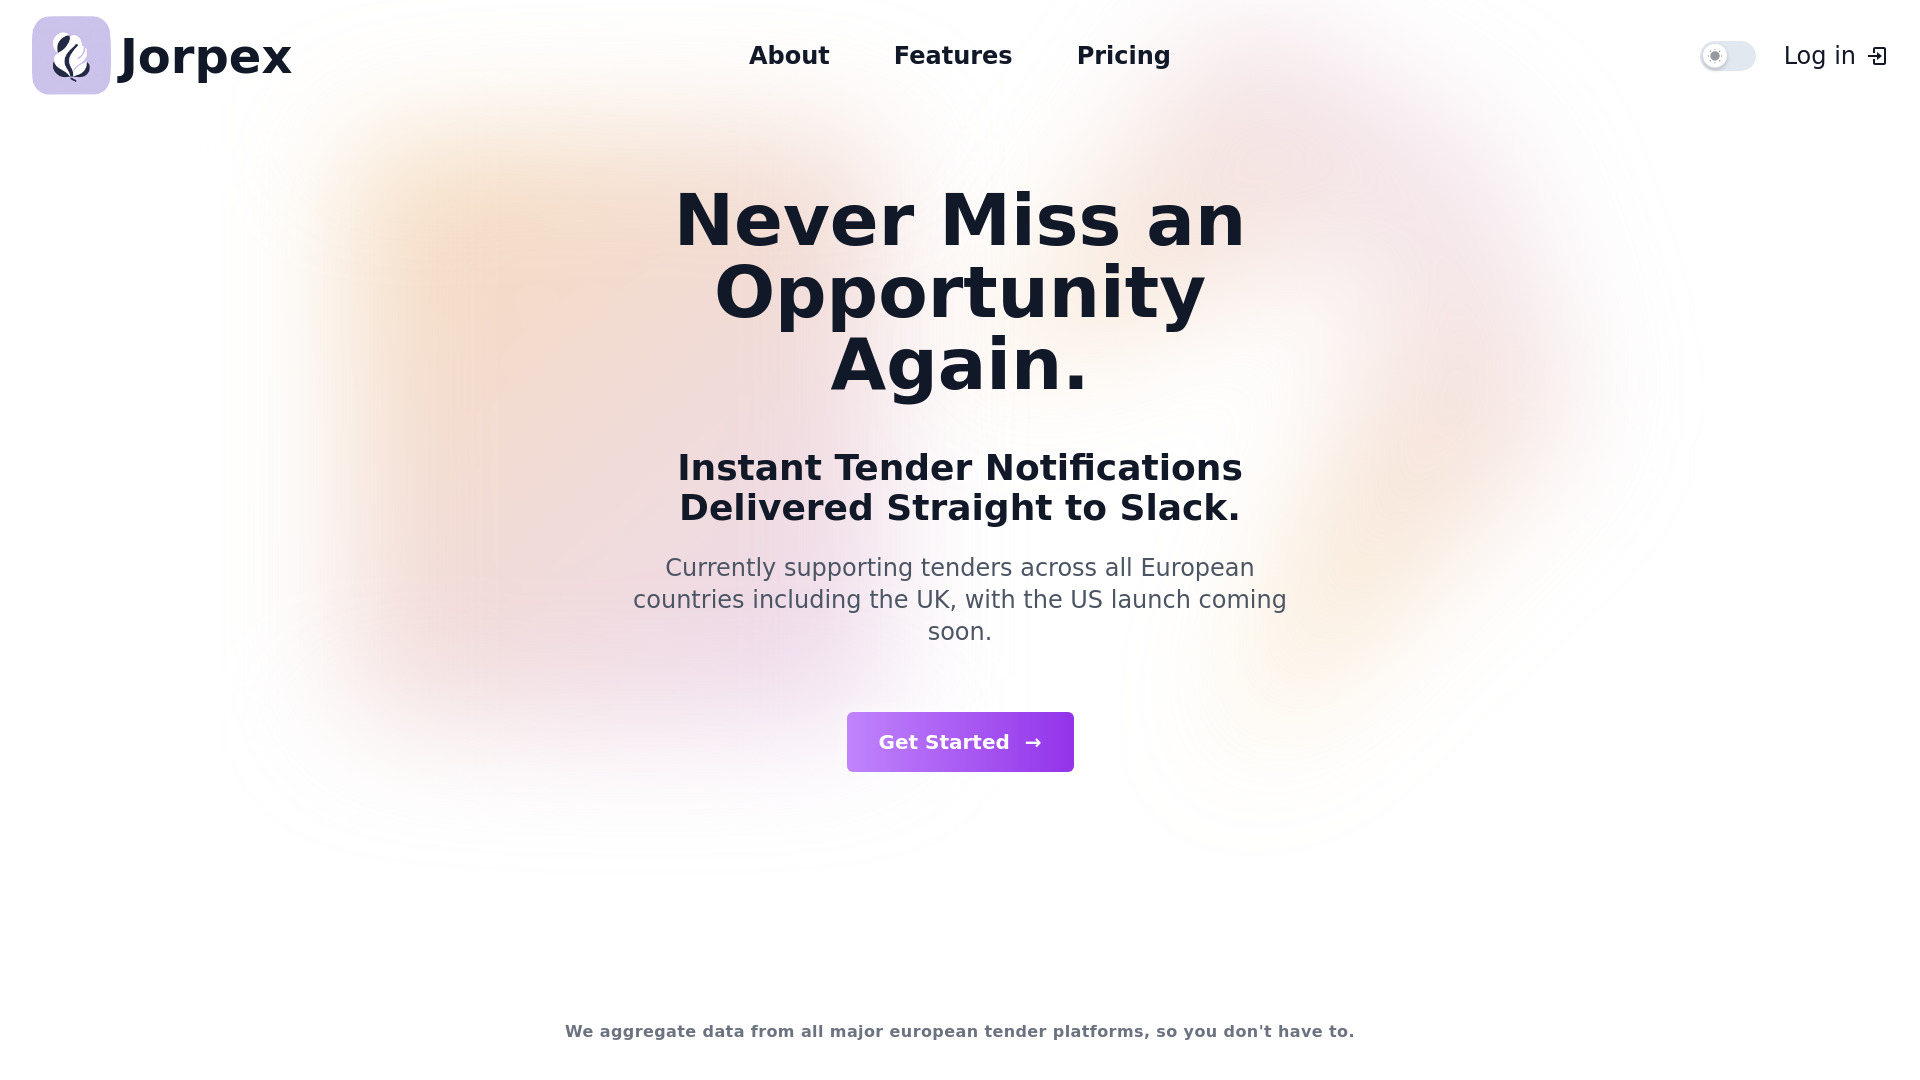 Jorpex
About
Features
Pricing
Log in
Never Miss an
Opportunity
Again.
Instant Tender Notifications
Delivered Straight to Slack.
Currently supporting tenders across all European
countries including the UK, with the US launch coming
soon.
Get Started →
We aggregate data from all major european tender platforms, so you don't have to.